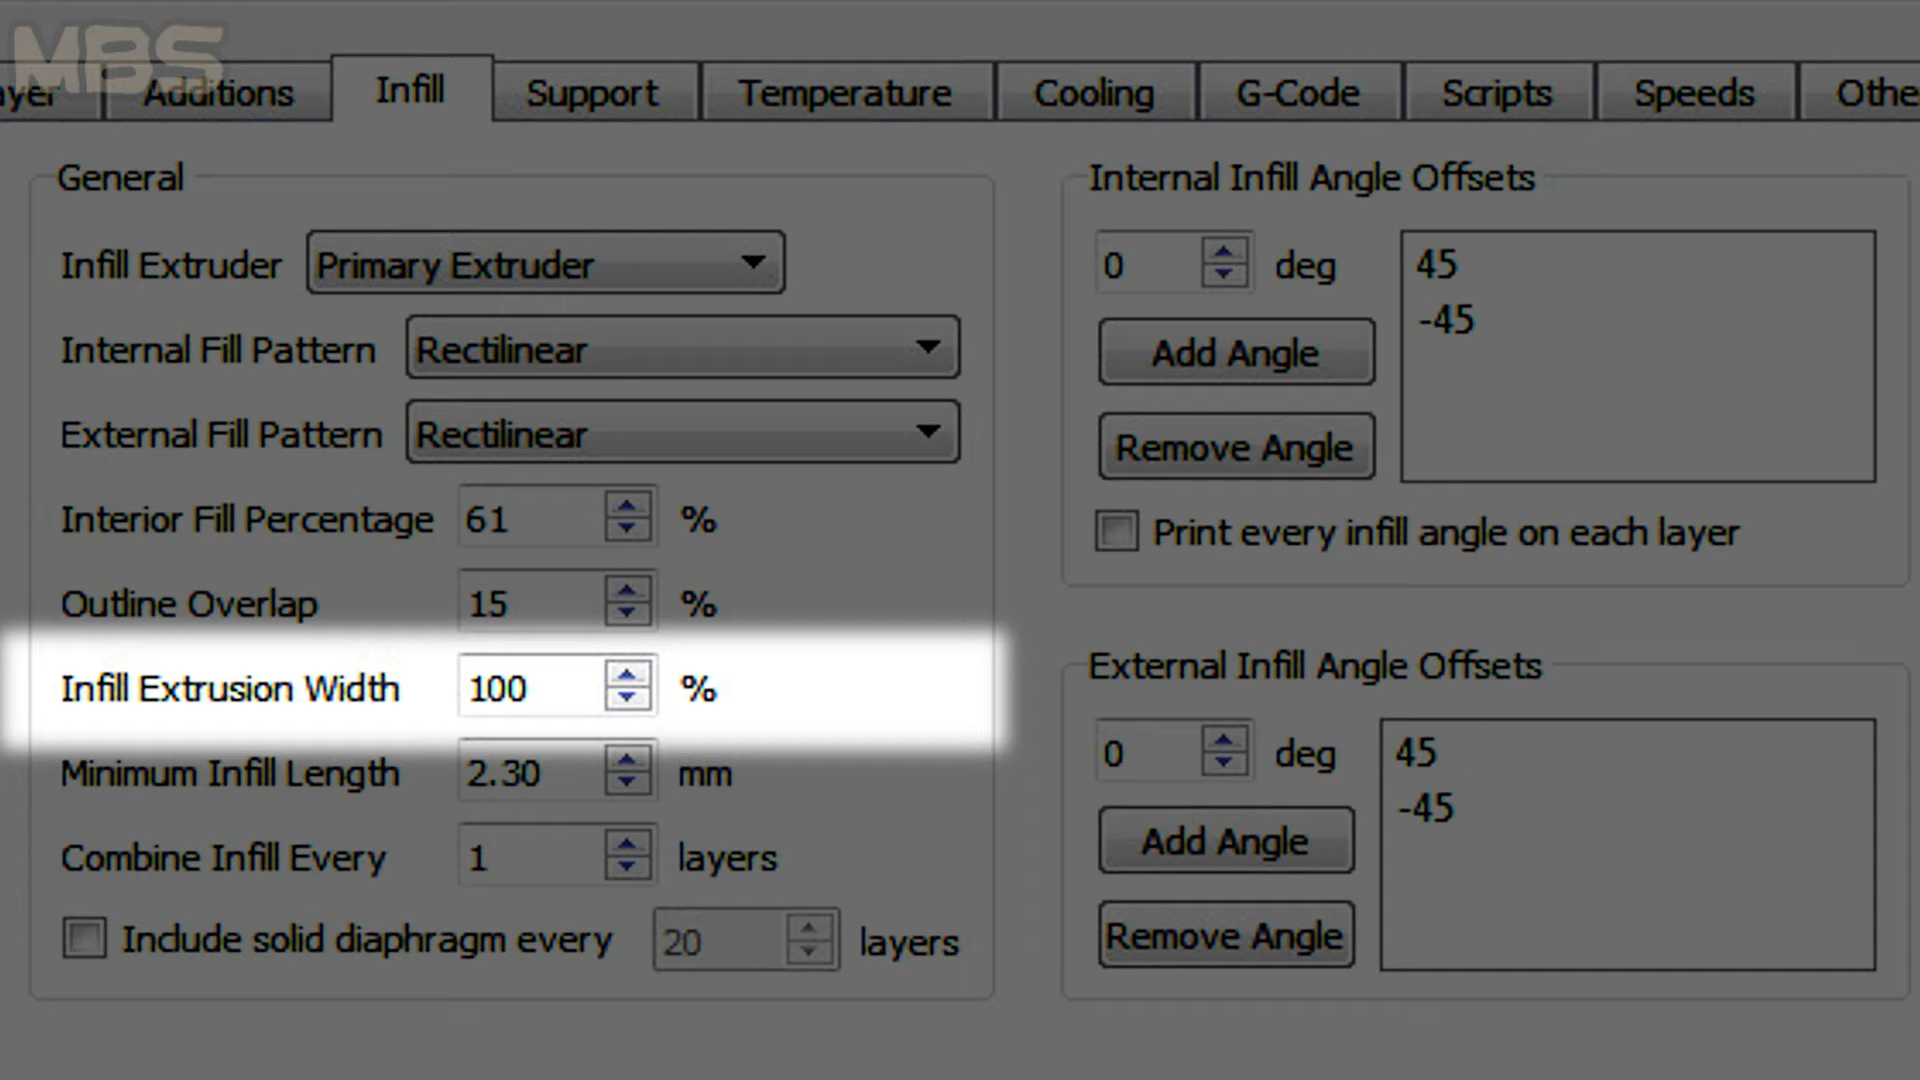 MBS
ayer Additions Infill Support Temperature Cooling G-Code Scripts Speeds Othe
General
Infill Extruder Primary Extruder
Internal Fill Pattern Rectilinear
External Fill Pattern Rectilinear
Interior Fill Percentage 61 %
Outline Overlap 15 %
Infill Extrusion Width 100 %
Minimum Infill Length 2.30 mm
Combine Infill Every 1 layers
Include solid diaphragm every 20 layers
Internal Infill Angle Offsets
0 deg 45
-45
Add Angle
Remove Angle
Print every infill angle on each layer
External Infill Angle Offsets
0 deg 45
-45
Add Angle
Remove Angle